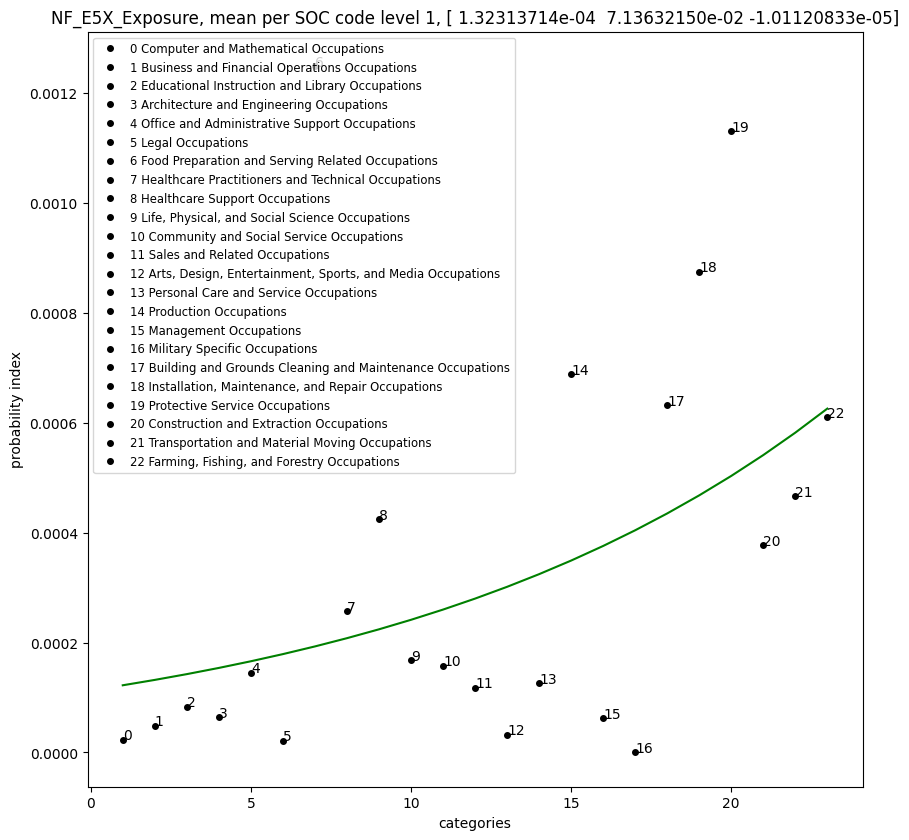 NF_E5X_Exposure, mean per SOC code level 1, [ 1.32313714e-04 7.13632150e-02 -1.01120833e-05]
0 Computer and Mathematical Occupations
1 Business and Financial Operations Occupations
2 Educational Instruction and Library Occupations
3 Architecture and Engineering Occupations
4 Office and Administrative Support Occupations
5 Legal Occupations
6 Food Preparation and Serving Related Occupations
7 Healthcare Practitioners and Technical Occupations
8 Healthcare Support Occupations
9 Life, Physical, and Social Science Occupations
10 Community and Social Service Occupations
11 Sales and Related Occupations
12 Arts, Design, Entertainment, Sports, and Media Occupations
13 Personal Care and Service Occupations
14 Production Occupations
15 Management Occupations
16 Military Specific Occupations
17 Building and Grounds Cleaning and Maintenance Occupations
18 Installation, Maintenance, and Repair Occupations
19 Protective Service Occupations
20 Construction and Extraction Occupations
21 Transportation and Material Moving Occupations
22 Farming, Fishing, and Forestry Occupations
probability index
0.0012
0.0010
0.0008
0.0006
0.0004
0.0002
0.0000
0
1
2
3
4
5
6
7
8
9
10
11
12
13
14
15
16
17
18
19
20
21
22
0
5
10
15
20
categories